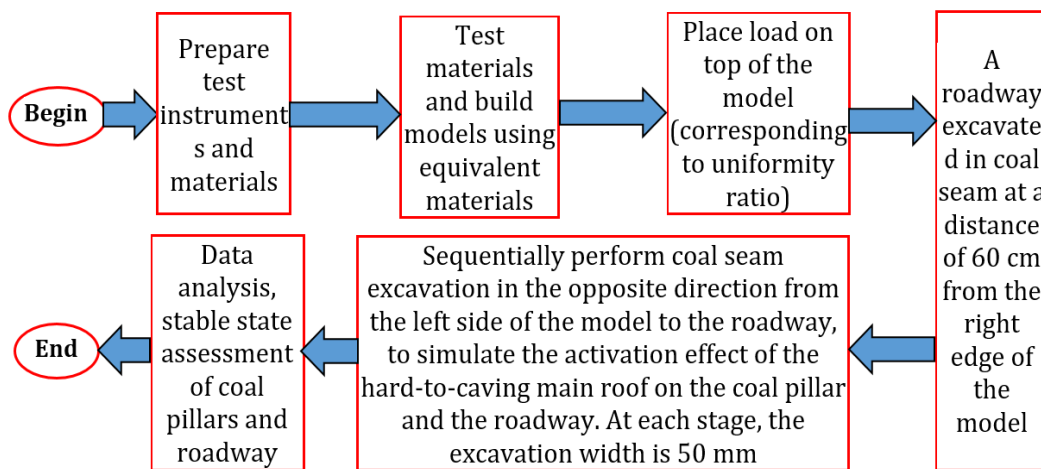 Begin
Prepare
test
instrument
s and
materials
Test
materials
and build
models using
equivalent
materials
Place load on
top of the
model
(corresponding
to uniformity
ratio)
A
roadway
excavate
d in coal
seam at a
distance
of 60 cm
from the
right
edge of
the
model
Sequentially perform coal seam
excavation in the opposite direction from
the left side of the model to the roadway,
to simulate the activation effect of the
hard-to-caving main roof on the coal pillar
and the roadway. At each stage, the
excavation width is 50 mm
Data
analysis,
stable state
assessment
of coal
pillars and
roadway
End